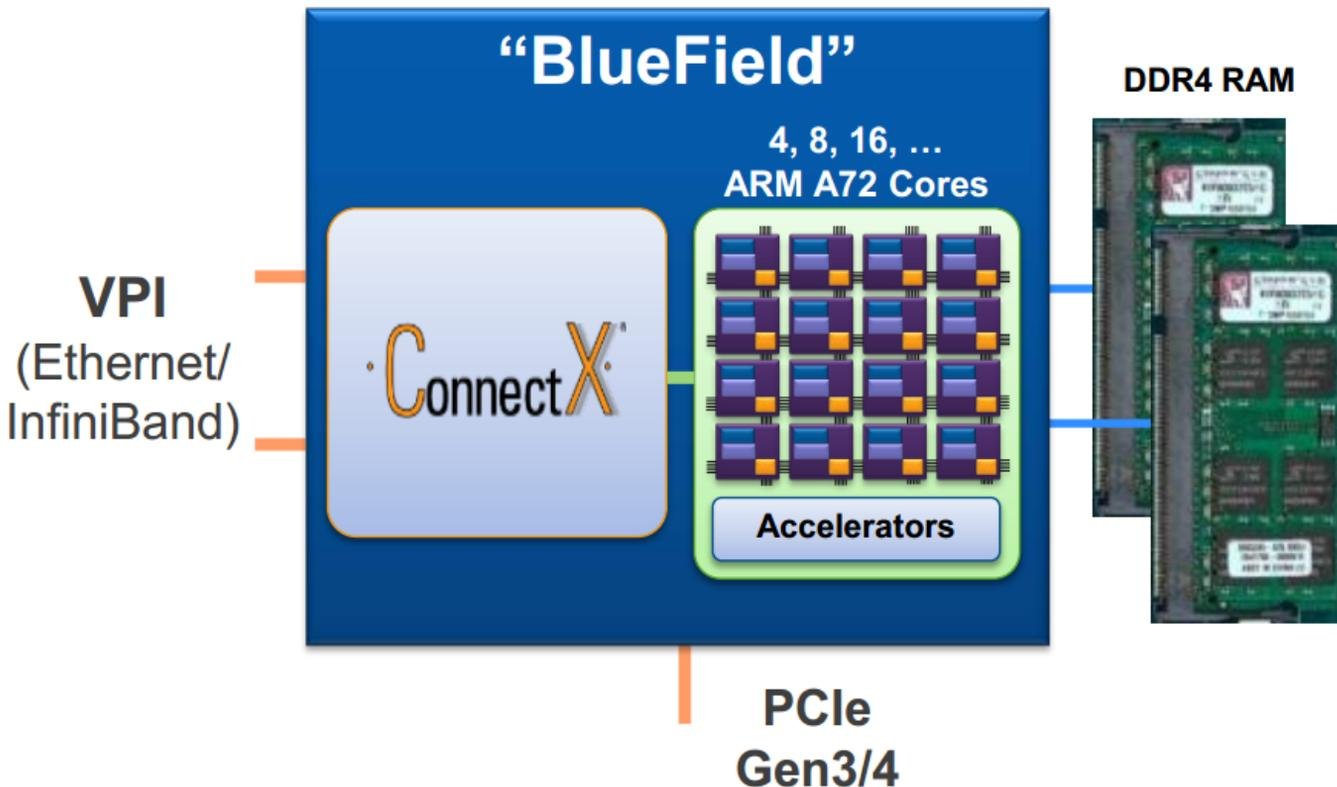 “BlueField”
DDR4 RAM
4, 8, 16, ...
ARM A72 Cores
VPI
(Ethernet/
InfiniBand)
ConnectX
Accelerators
PCIe
Gen3/4